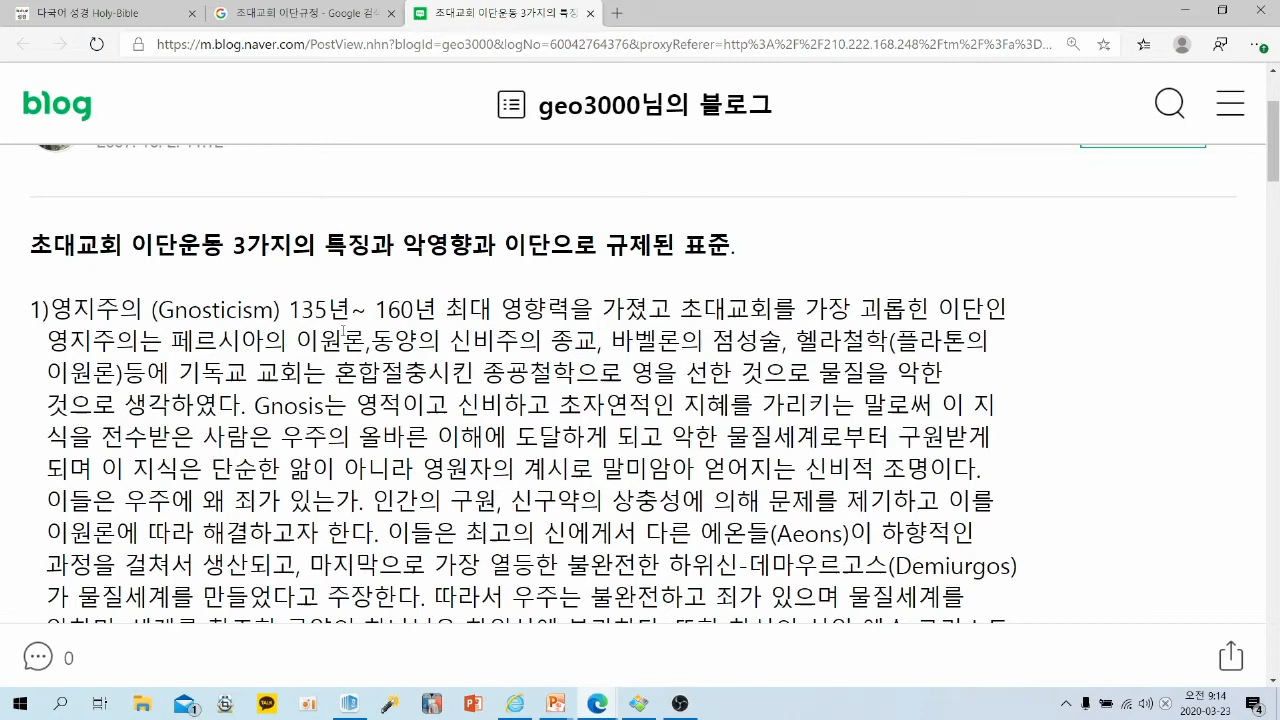 다국어 성경 Holy-Bible
초대교회 이단규정 - Google 검색
초대교회 이단운동 3가지의 특징
https://m.blog.naver.com/PostView.nhn?blogId=geo3000&logNo=60042764376&proxyReferer=http%3A%2F%2F210.222.168.248%2Ftm%2F%3Fa%3D...
blog
geo3000님의 블로그
초대교회 이단운동 3가지의 특징과 악영향과 이단으로 규제된 표준.
1)영지주의 (Gnosticism) 135년~ 160년 최대 영향력을 가졌고 초대교회를 가장 괴롭힌 이단인
영지주의는 페르시아의 이원론,동양의 신비주의 종교, 바벨론의 점성술, 헬라철학(플라톤의
이원론)등에 기독교 교회는 혼합절충시킨 종공철학으로 영을 선한 것으로 물질을 악한
것으로 생각하였다. Gnosis는 영적이고 신비하고 초자연적인 지혜를 가리키는 말로써 이 지
식을 전수받은 사람은 우주의 올바른 이해에 도달하게 되고 악한 물질세계로부터 구원받게
되며 이 지식은 단순한 앎이 아니라 영원자의 계시로 말미암아 얻어지는 신비적 조명이다.
이들은 우주에 왜 죄가 있는가. 인간의 구원, 신구약의 상충성에 의해 문제를 제기하고 이를
이원론에 따라 해결하고자 한다. 이들은 최고의 신에게서 다른 에온들(Aeons)이 하향적인
과정을 걸쳐서 생산되고, 마지막으로 가장 열등한 불완전한 하위신-데마우르고스(Demiurgos)
가 물질세계를 만들었다고 주장한다. 따라서 우주는 불완전하고 죄가 있으며 물질세계를
0
TALK
오전 9:14
2020-03-23